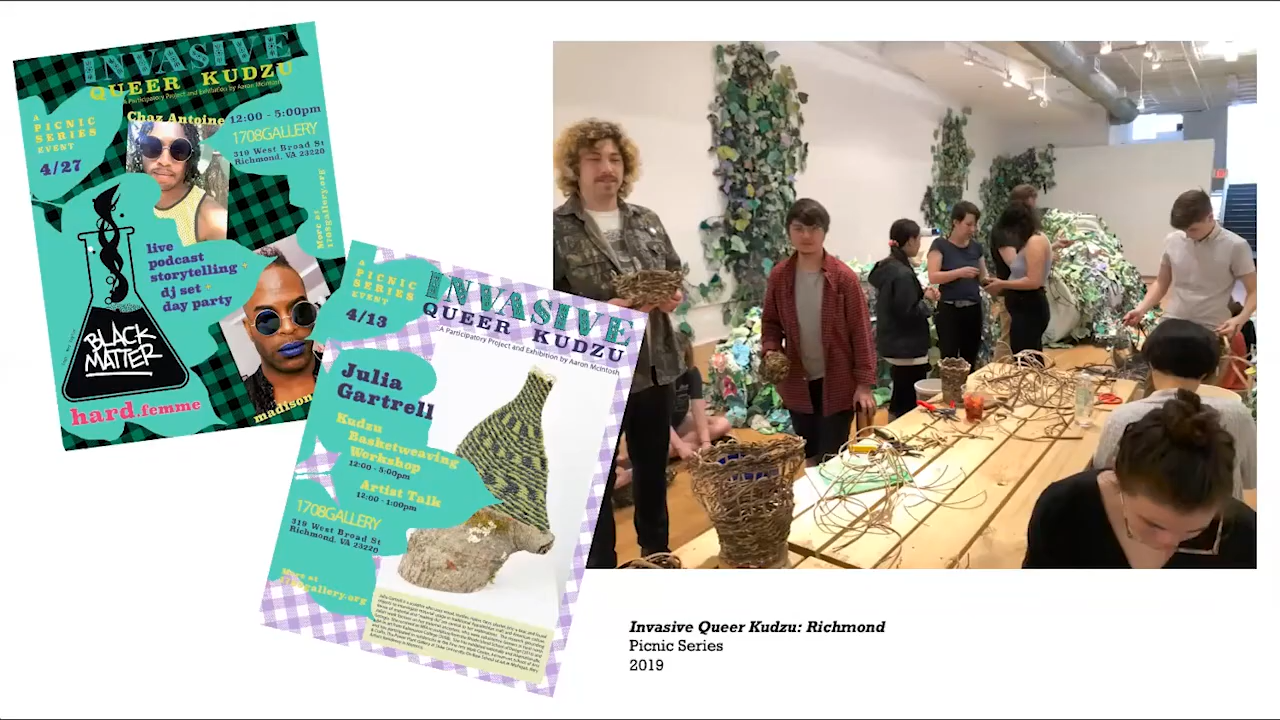 INVASIVE
QUEER KUDZU
A Participatory Project and Exhibition by Aaron McIntosh
A
PICNIC
SERIES
EVENT
4/27
Chaz Antoine
12:00 - 5:00pm
1708GALLERY
319 West Broad St
Richmond, VA 23220
More at
1708gallery.org
live
podcast
storytelling
dj set
day party
BLACK
MATTER
hard.femme
madison
A
PICNIC
SERIES
EVENT
4/13
INVASIVE
QUEER KUDZU
A Participatory Project and Exhibition by Aaron McIntosh
Julia
Gartrell
Kudzu
Basketweaving
Workshop
12:00 - 5:00pm
Artist Talk
12:00 - 1:00pm
1708GALLERY
319 West Broad St
Richmond, VA 23220
More at
1708gallery.org
Invasive Queer Kudzu: Richmond
Picnic Series
2019